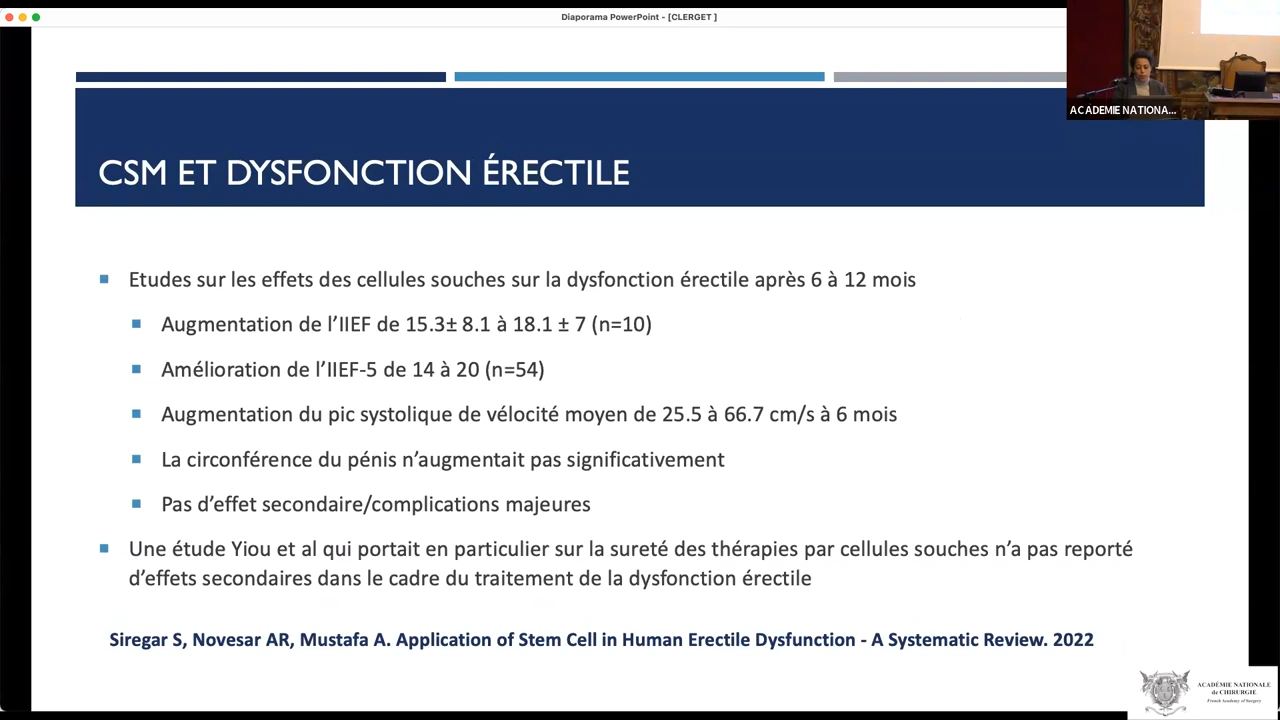 Diaporama PowerPoint - [CLERGET ]
ACADEMIE NATIONA...
CSM ET DYSFONCTION ÉRECTILE
Etudes sur les effets des cellules souches sur la dysfonction érectile après 6 à 12 mois
Augmentation de l’IIEF de 15.3± 8.1 à 18.1 ± 7 (n=10)
Amélioration de l’IIEF-5 de 14 à 20 (n=54)
Augmentation du pic systolique de vélocité moyen de 25.5 à 66.7 cm/s à 6 mois
La circonférence du pénis n’augmentait pas significativement
Pas d’effet secondaire/complications majeures
Une étude Yiou et al qui portait en particulier sur la sureté des thérapies par cellules souches n’a pas reporté
d’effets secondaires dans le cadre du traitement de la dysfonction érectile
Siregar S, Novesar AR, Mustafa A. Application of Stem Cell in Human Erectile Dysfunction - A Systematic Review. 2022
ACADÉMIE NATIONALE
de CHIRURGIE
French Academy of Surgery